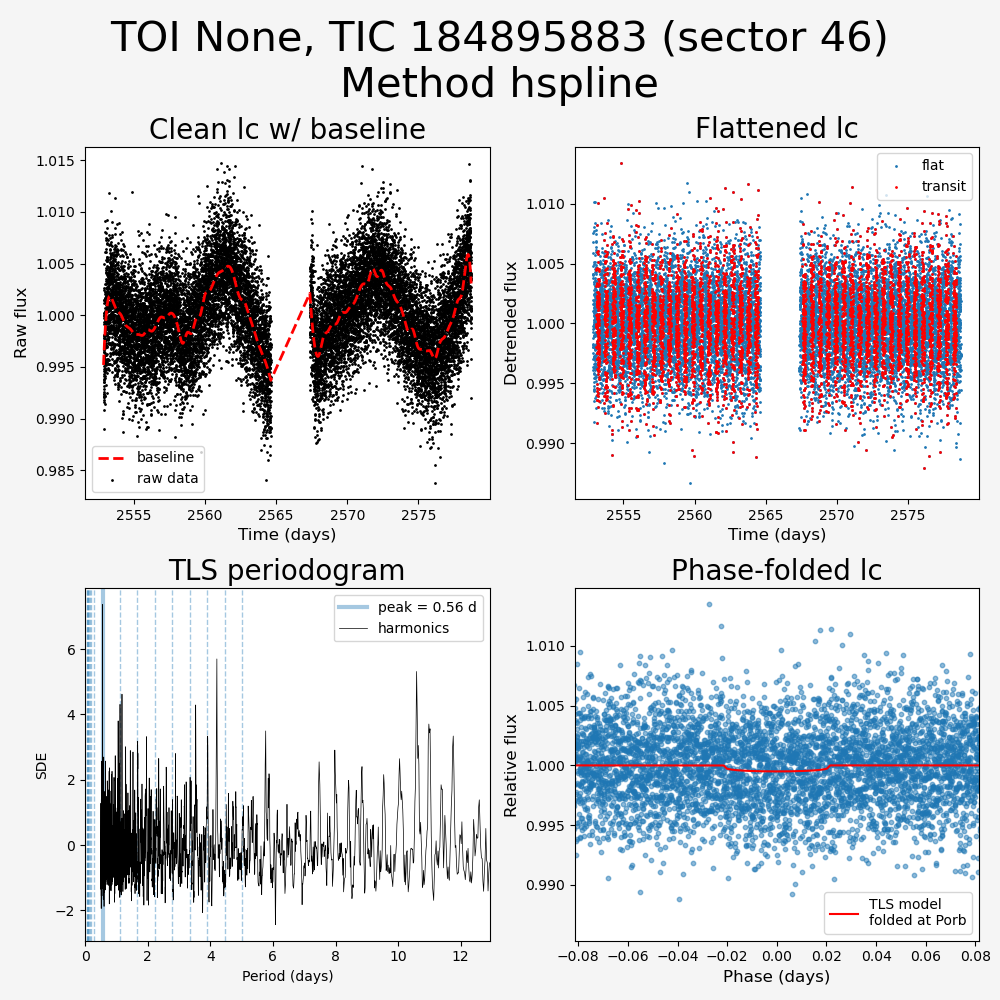 TOI None, TIC 184895883 (sector 46)
Method hspline
Clean lc w/ baseline
Raw flux
1.015
1.010
1.005
1.000
0.995
0.990
0.985
baseline
raw data
2555
2560
2565
2570
2575
Time (days)
Flattened lc
Detrended flux
1.010
1.005
1.000
0.995
0.990
flat
transit
2555
2560
2565
2570
2575
Time (days)
TLS periodogram
SDE
6
4
2
0
−2
peak = 0.56 d
harmonics
0
2
4
6
8
10
12
Period (days)
Phase-folded lc
Relative flux
1.010
1.005
1.000
0.995
0.990
TLS model
folded at Porb
−0.08
−0.06
−0.04
−0.02
0.00
0.02
0.04
0.06
0.08
Phase (days)